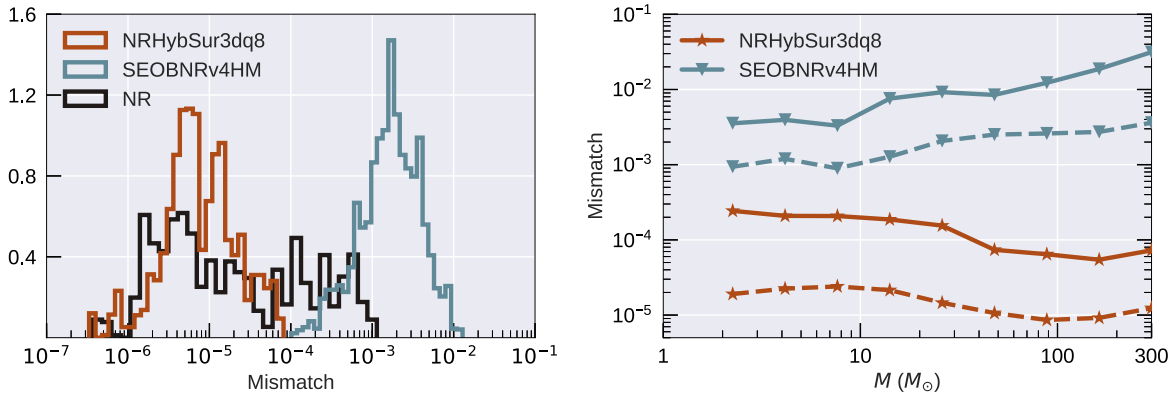 1.6
1.2
0.8
0.4
NRHybSur3dq8
SEOBNRv4HM
NR
10⁻⁷ 10⁻⁶ 10⁻⁵ 10⁻⁴ 10⁻³ 10⁻² 10⁻¹
Mismatch
10⁻¹
10⁻²
10⁻³
10⁻⁴
10⁻⁵
Mismatch
NRHybSur3dq8
SEOBNRv4HM
1 10 100 300
M (M⊙)